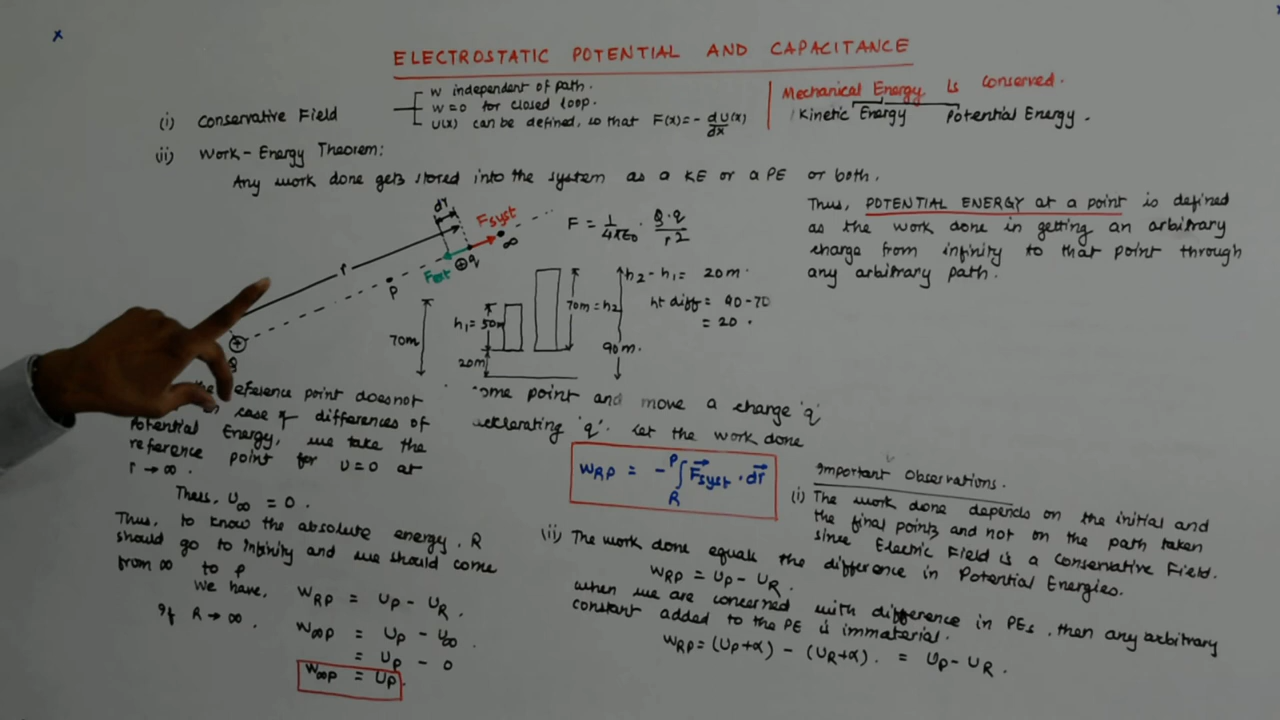 ELECTROSTATIC POTENTIAL AND CAPACITANCE
(i) Conservative Field
W independent of path.
W=0 for closed loop.
U(x) can be defined, so that F(x) = - dU(x)/dx
Mechanical Energy is conserved.
Kinetic Energy Potential Energy.
(ii) Work-Energy Theorem:
Any work done gets stored into the system as a KE or a PE or both.
Thus, POTENTIAL ENERGY at a point is defined
as the work done in getting an arbitrary
charge from infinity to that point through
any arbitrary path.
dr
Fsyst
∞
r
Fext
⊕q
P
⊕
Q
F = 1/4πε0 · Q·q/r2
h1 = 50m
70m = h2
70m
20m
90m.
h2 - h1 = 20m.
ht diff = 90-70
= 20.
reference point does not
case of differences of
Potential Energy, we take the
reference point for U=0 at
r → ∞.
Thus, U∞ = 0.
Thus, to know the absolute energy, R
should go to infinity and we should come
from ∞ to P
We have, WRP = UP - UR.
If R → ∞. W∞P = UP - U∞.
= UP - 0
W∞P = UP.
some point and move a charge 'q'
'q'. Let the work done
WRP = - ∫ᴾR F⃗syst · dr⃗
Important Observations.
(i) The work done depends on the initial and
the final points and not on the path taken
since Electric Field is a Conservative Field.
(ii) The work done equals the difference in Potential Energies.
WRP = UP - UR.
when we are concerned with difference in PEs, then any arbitrary
constant added to the PE is immaterial.
WRP = (UP+α) - (UR+α). = UP - UR.